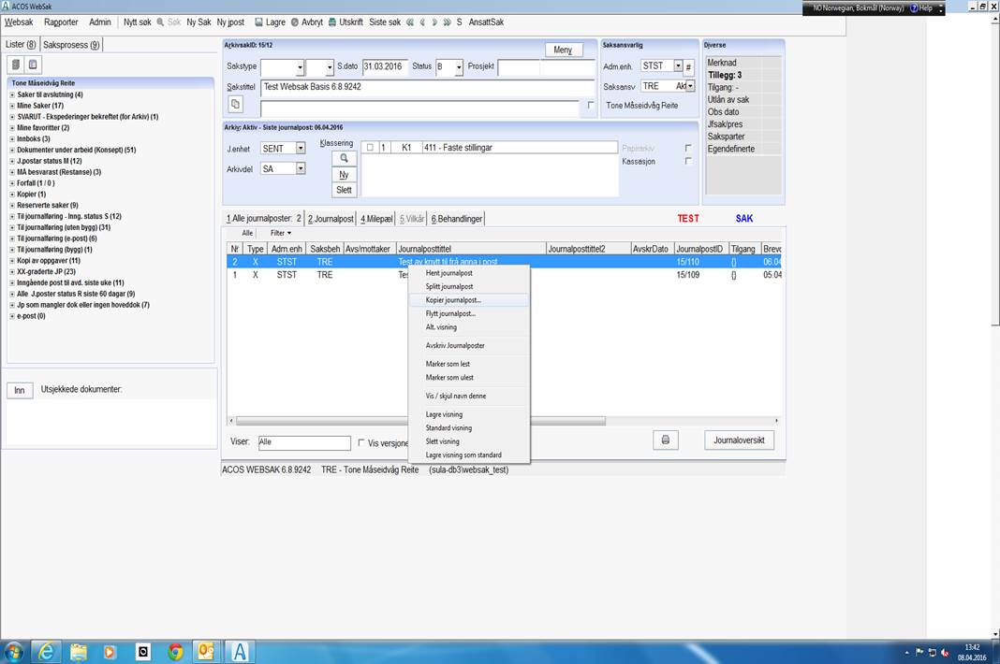 ACOS WebSak
NO Norwegian, Bokmål (Norway) Help
Websak Rapporter Admin Nytt søk Søk Ny Sak Ny jpost Lagre Avbryt Utskrift Siste søk S AnsattSak
Lister (8) Saksprosess (9)
Tone Måseidvåg Reite
Saker til avslutning (4)
Mine Saker (17)
SVARUT - Ekspederinger bekreftet (for Arkiv) (1)
Mine favoritter (2)
Innboks (3)
Dokumenter under arbeid (Konsept) (51)
J.postar status M (12)
MÅ besvarast (Restanse) (3)
Forfall (1 / 0 )
Kopier (1)
Reserverte saker (9)
Til journalføring - Inng. status S (12)
Til journalføring (uten bygg) (31)
Til journalføring (e-post) (6)
Til journalføring (bygg) (1)
Kopi av oppgaver (11)
XX-graderte JP (23)
Inngående post til avd. siste uke (11)
Alle J.poster status R siste 60 dagar (9)
Jp som mangler dok eller ingen hoveddok (7)
e-post (0)
Inn Utsjekkede dokumenter:
ArkivsakID: 15/12
Meny
Sakstype S.dato 31.03.2016 Status B Prosjekt
Sakstittel Test Websak Basis 6.8.9242
Saksansvarlig
Adm.enh. STST #
Saksansv TRE Akt
Tone Måseidvåg Reite
Diverse
Merknad
Tillegg: 3
Tilgang: -
Utlån av sak
Obs dato
Jfsak/pres
Saksparter
Egendefinerte
Arkiv: Aktiv - Siste journalpost: 06.04.2016
J.enhet SENT Klassering 1 K1 411 - Faste stillingar Papirarkiv
Arkivdel SA Ny Kassasjon
Slett
1.Alle journalposter: 2 2.Journalpost 4.Milepæl 5.Vilkår 6.Behandlinger TEST SAK
Alle Filter
Nr Type Adm.enh Saksbeh Avs/mottaker Journalposttittel Journalposttittel2 AvskrDato JournalpostID Tilgang Brevd
2 X STST TRE Test av knytt til frå anna i post 15/110 {} 06.04
1 X STST TRE Tes 15/109 {} 05.04
Hent journalpost
Splitt journalpost
Kopier journalpost...
Flytt journalpost...
Alt. visning
Avskriv Journalposter
Marker som lest
Marker som ulest
Vis / skjul navn denne
Lagre visning
Standard visning
Slett visning
Lagre visning som standard
Viser: Alle Vis versjone Journaloversikt
ACOS WEBSAK 6.8.9242 TRE - Tone Måseidvåg Reite (sula-db3\websak_test)
13:42
08.04.2016